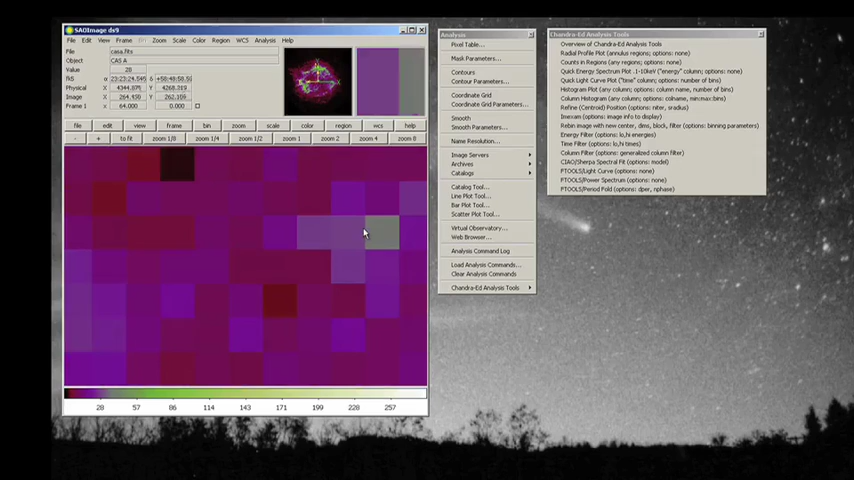 SAOImage ds9
File Edit View Frame Bin Zoom Scale Color Region WCS Analysis Help
File casa.fits
Object CAS A
Value 28
fk5 α 23:23:24.545 δ +58:48:58.50
Physical X 4344.871 Y 4268.319
Image X 264.450 Y 262.106
Frame 1 X 64.000 0.000
file edit view frame bin zoom scale color region wcs help
- + to fit zoom 1/8 zoom 1/4 zoom 1/2 zoom 1 zoom 2 zoom 4 zoom 8
28 57 86 114 143 171 199 228 257
Analysis
Pixel Table...
Mask Parameters...
Contours
Contour Parameters...
Coordinate Grid
Coordinate Grid Parameters...
Smooth
Smooth Parameters...
Name Resolution...
Image Servers
Archives
Catalogs
Catalog Tool...
Line Plot Tool...
Bar Plot Tool...
Scatter Plot Tool...
Virtual Observatory...
Web Browser...
Analysis Command Log
Load Analysis Commands...
Clear Analysis Commands
Chandra-Ed Analysis Tools
Chandra-Ed Analysis Tools
Overview of Chandra-Ed Analysis Tools
Radial Profile Plot (annulus regions; options: none)
Counts in Regions (any regions; options: none)
Quick Energy Spectrum Plot .1-10keV ("energy" column; options: none)
Quick Light Curve Plot ("time" column; options: number of bins)
Histogram Plot (any column; options: column name, number of bins)
Column Histogram (options: colname, min:max:bins)
Refine (Centroid) Position (options: niter, sradius)
Imexam (options: image info to display)
Rebin image with new center, dims, block, filter (options: binning parameters)
Energy Filter (options: lo,hi energies)
Time Filter (options: lo,hi times)
Column Filter (options: generalized column filter)
CIAO/Sherpa Spectral Fit (options: model)
FTOOLS/Light Curve (options: none)
FTOOLS/Power Spectrum (options: none)
FTOOLS/Period Fold (options: dper, nphase)